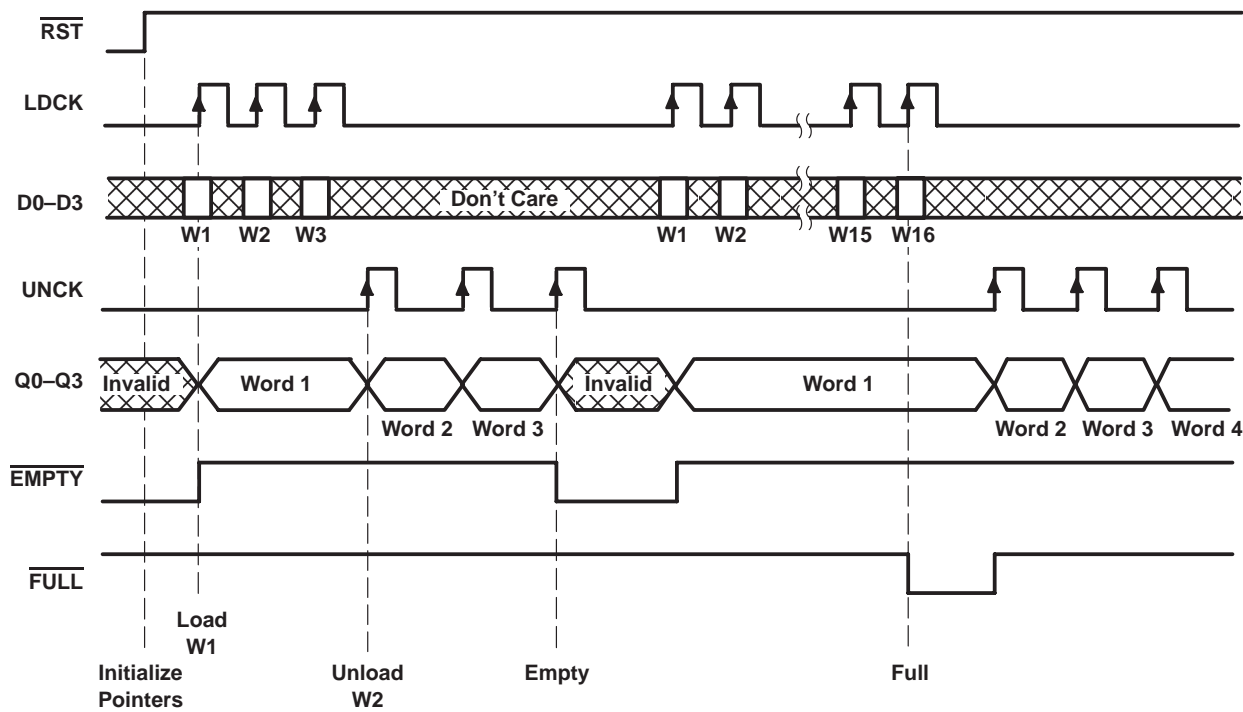 RST
LDCK
D0–D3
Don't Care
W1 W2 W3 W1 W2 W15 W16
UNCK
Q0–Q3
Invalid Word 1 Invalid Word 1
Word 2 Word 3 Word 2 Word 3 Word 4
EMPTY
FULL
Load
W1
Initialize
Pointers
Unload
W2
Empty
Full